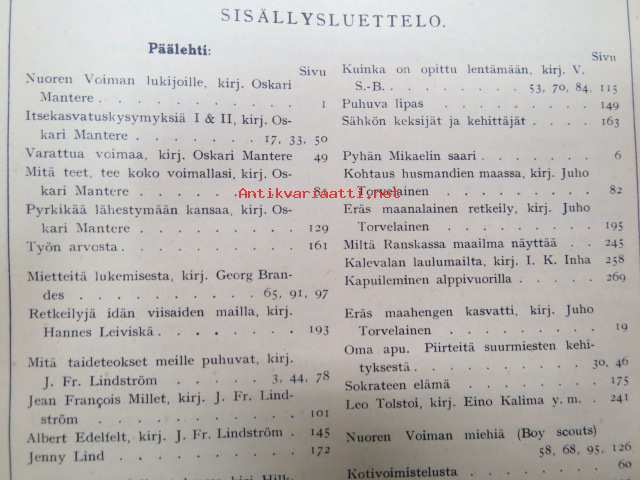 SISÄLLYSLUETTELO.
Päälehti:
Sivu
Nuoren Voiman lukijoille, kirj. Oskari
Mantere . . . . . . . . . . 1
Itsekasvatuskysymyksiä I & II, kirj. Os-
kari Mantere . . . . . . 17, 33, 50
Varattua voimaa, kirj. Oskari Mantere 49
Mitä teet, tee koko voimallasi, kirj. Os-
kari Mantere . . . . . . . . 81
Pyrkikää lähestymään kansaa, kirj. Os-
kari Mantere . . . . . . . . 129
Työn arvosta . . . . . . . . . 161
Mietteitä lukemisesta, kirj. Georg Bran-
des . . . . . . . . . 65, 91, 97
Retkeilyjä idän viisaiden mailla, kirj.
Hannes Leiviskä . . . . . . . 193
Mitä taideteokset meille puhuvat, kirj.
J. Fr. Lindström . . . . . 3, 44, 78
Jean François Millet, kirj. J. Fr. Lind-
ström . . . . . . . . . . 101
Albert Edelfelt, kirj. J. Fr. Lindström . 145
Jenny Lind . . . . . . . . . 172
Sivu
Kuinka on opittu lentämään, kirj. V.
S.-B. . . . . . . . 53, 70, 84, 115
Puhuva lipas . . . . . . . . . 149
Sähkön keksijät ja kehittäjät . . . . 163
Pyhän Mikaelin saari . . . . . . 6
Kohtaus husmandien maassa, kirj. Juho
Torvelainen . . . . . . . . 82
Eräs maanalainen retkeily, kirj. Juho
Torvelainen . . . . . . . . 195
Miltä Ranskassa maailma näyttää . . 245
Kalevalan laulumailta, kirj. I. K. Inha 258
Kapuileminen alppivuorilla . . . . 269
Eräs maahengen kasvatti, kirj. Juho
Torvelainen . . . . . . . . 19
Oma apu. Piirteitä suurmiesten kehi-
tyksestä . . . . . . . . 30, 46
Sokrateen elämä . . . . . . . . 175
Leo Tolstoi, kirj. Eino Kalima y. m. . 241
Nuoren Voiman miehiä (Boy scouts)
58, 68, 95, 126
Kotivoimistelusta . . . . . . . 60
Antikvariaatti.net